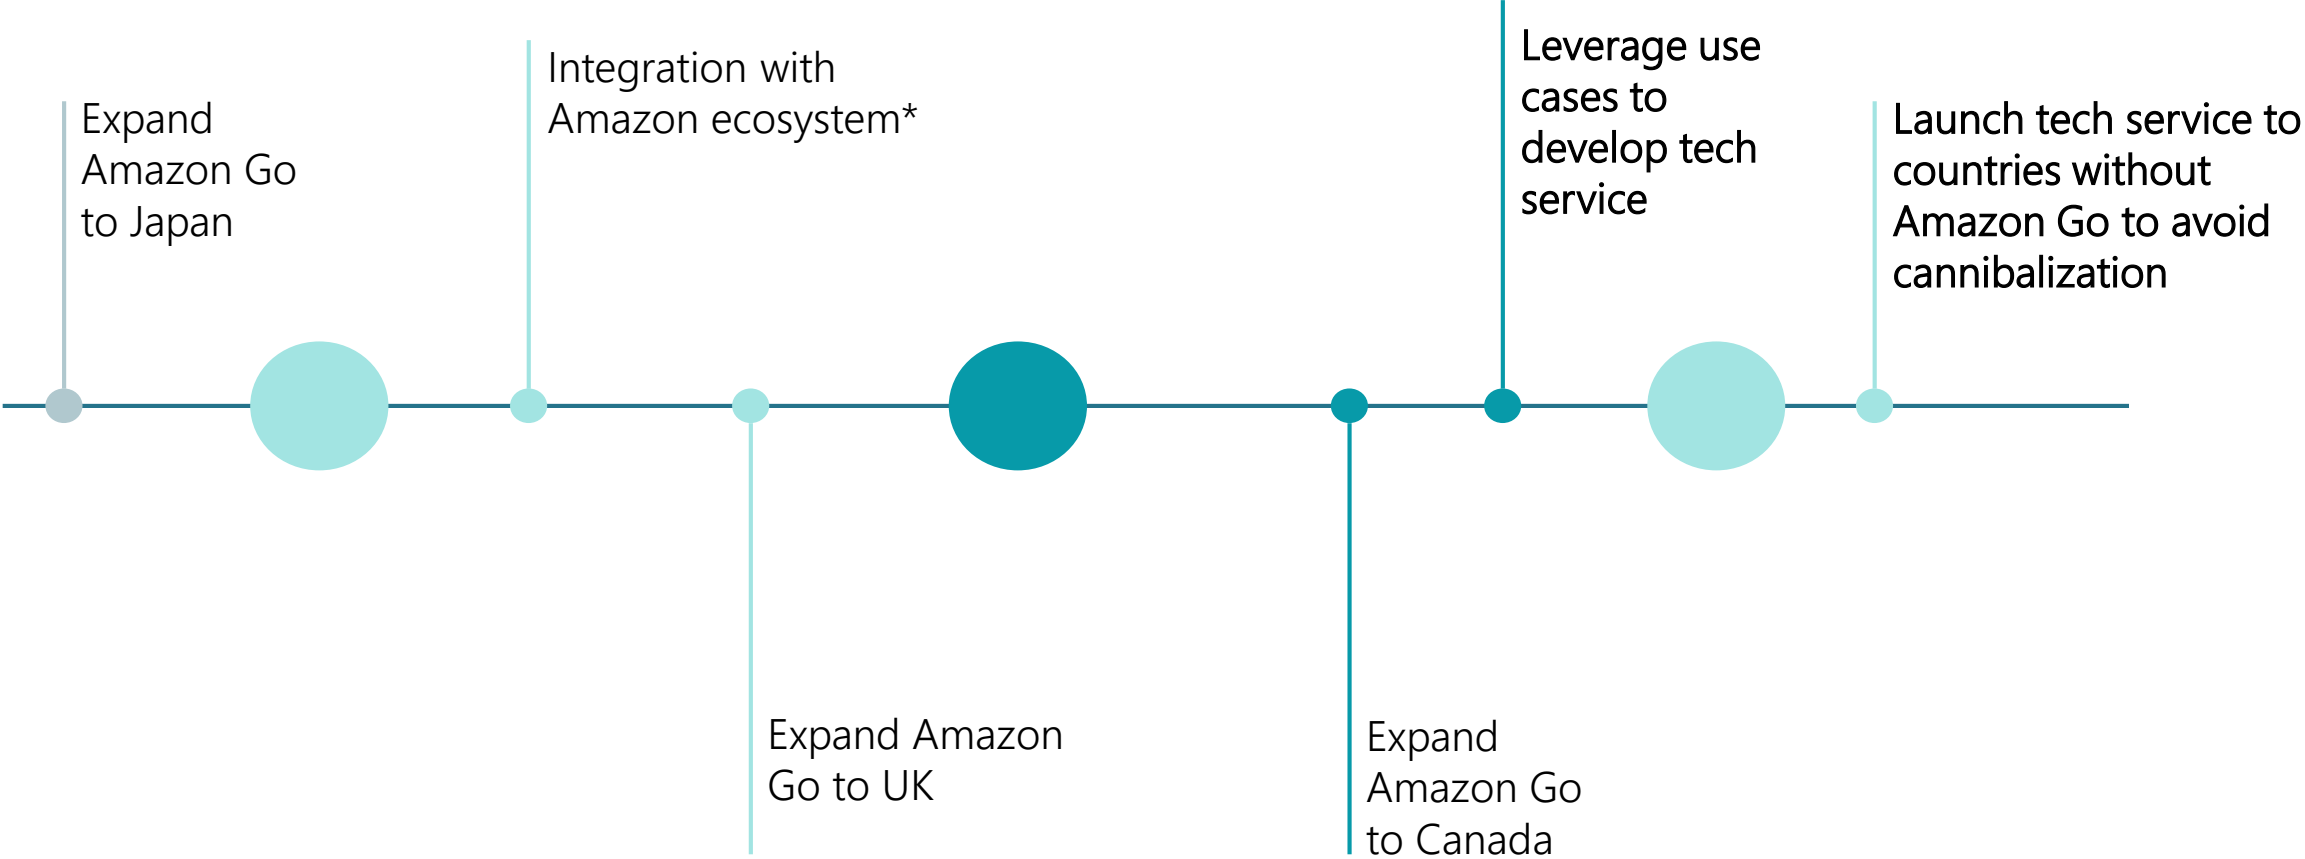 Expand
Amazon Go
to Japan
Integration with
Amazon ecosystem*
Leverage use
cases to
develop tech
service
Launch tech service to
countries without
Amazon Go to avoid
cannibalization
Expand Amazon
Go to UK
Expand
Amazon Go
to Canada